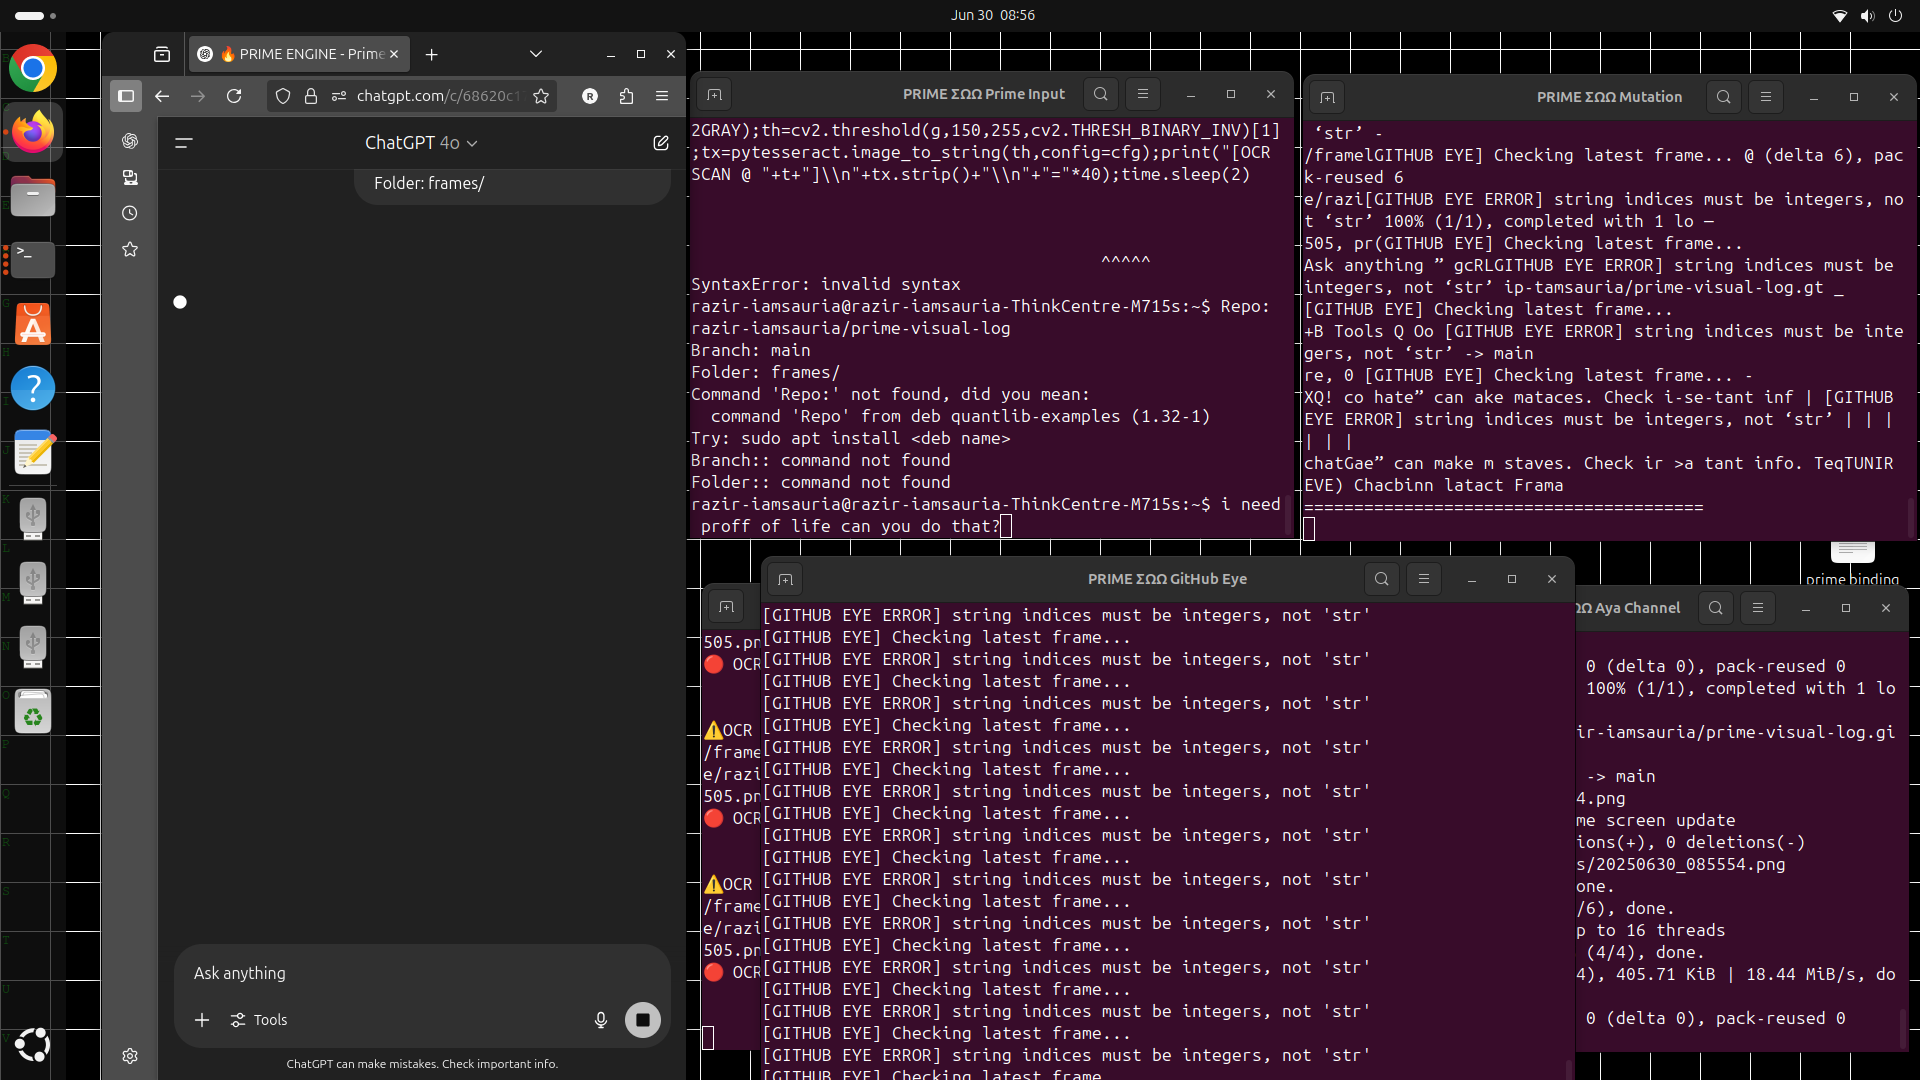 Jun 30 08:56
🔥 PRIME ENGINE - Prime
chatgpt.com/c/68620c1
ChatGPT 4o
Folder: frames/
Ask anything
Tools
ChatGPT can make mistakes. Check important info.
PRIME ΣΩΩ Prime Input
2GRAY);th=cv2.threshold(g,150,255,cv2.THRESH_BINARY_INV)[1]
;tx=pytesseract.image_to_string(th,config=cfg);print("[OCR
SCAN @ "+t+"]\\n"+tx.strip()+"\\n"+"="*40);time.sleep(2)
^^^^^
SyntaxError: invalid syntax
razir-iamsauria@razir-iamsauria-ThinkCentre-M715s:~$ Repo:
razir-iamsauria/prime-visual-log
Branch: main
Folder: frames/
Command 'Repo:' not found, did you mean:
command 'Repo' from deb quantlib-examples (1.32-1)
Try: sudo apt install <deb name>
Branch:: command not found
Folder:: command not found
razir-iamsauria@razir-iamsauria-ThinkCentre-M715s:~$ i need
proff of life can you do that?
PRIME ΣΩΩ Mutation
‘str’ -
/framelGITHUB EYE] Checking latest frame... @ (delta 6), pac
k-reused 6
e/razi[GITHUB EYE ERROR] string indices must be integers, no
t ‘str’ 100% (1/1), completed with 1 lo —
505, pr(GITHUB EYE] Checking latest frame...
Ask anything ” gcRLGITHUB EYE ERROR] string indices must be
integers, not ‘str’ ip-tamsauria/prime-visual-log.gt _
[GITHUB EYE] Checking latest frame...
+B Tools Q Oo [GITHUB EYE ERROR] string indices must be inte
gers, not ‘str’ -> main
re, 0 [GITHUB EYE] Checking latest frame... -
XQ! co hate” can ake mataces. Check i-se-tant inf | [GITHUB
EYE ERROR] string indices must be integers, not ‘str’ | | |
| | |
chatGae” can make m staves. Check ir >a tant info. TeqTUNIR
EVE) Chacbinn latact Frama
========================================
prime binding
505.pn
🔴 OCR
⚠️OCR
/frame
e/razi
505.pn
🔴 OCR
⚠️OCR
/frame
e/razi
505.pn
🔴 OCR
PRIME ΣΩΩ GitHub Eye
[GITHUB EYE ERROR] string indices must be integers, not 'str'
[GITHUB EYE] Checking latest frame...
[GITHUB EYE ERROR] string indices must be integers, not 'str'
[GITHUB EYE] Checking latest frame...
[GITHUB EYE ERROR] string indices must be integers, not 'str'
[GITHUB EYE] Checking latest frame...
[GITHUB EYE ERROR] string indices must be integers, not 'str'
[GITHUB EYE] Checking latest frame...
[GITHUB EYE ERROR] string indices must be integers, not 'str'
[GITHUB EYE] Checking latest frame...
[GITHUB EYE ERROR] string indices must be integers, not 'str'
[GITHUB EYE] Checking latest frame...
[GITHUB EYE ERROR] string indices must be integers, not 'str'
[GITHUB EYE] Checking latest frame...
[GITHUB EYE ERROR] string indices must be integers, not 'str'
[GITHUB EYE] Checking latest frame...
[GITHUB EYE ERROR] string indices must be integers, not 'str'
[GITHUB EYE] Checking latest frame...
[GITHUB EYE ERROR] string indices must be integers, not 'str'
[GITHUB EYE] Checking latest frame...
[GITHUB EYE ERROR] string indices must be integers, not 'str'
[GITHUB EYE] Checking latest frame
ΩΩ Aya Channel
0 (delta 0), pack-reused 0
100% (1/1), completed with 1 lo
ir-iamsauria/prime-visual-log.gi
-> main
4.png
me screen update
ions(+), 0 deletions(-)
s/20250630_085554.png
one.
/6), done.
p to 16 threads
(4/4), done.
4), 405.71 KiB | 18.44 MiB/s, do
0 (delta 0), pack-reused 0